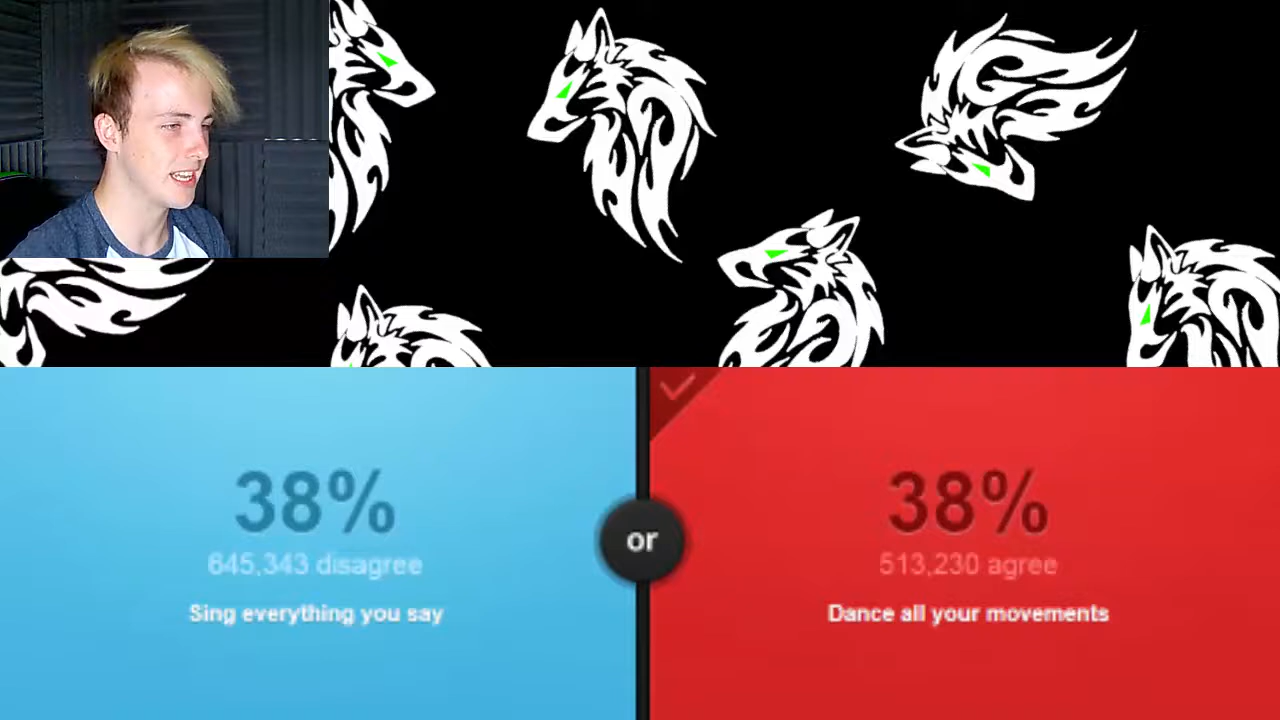 38%
645,343 disagree
Sing everything you say
or
38%
513,230 agree
Dance all your movements